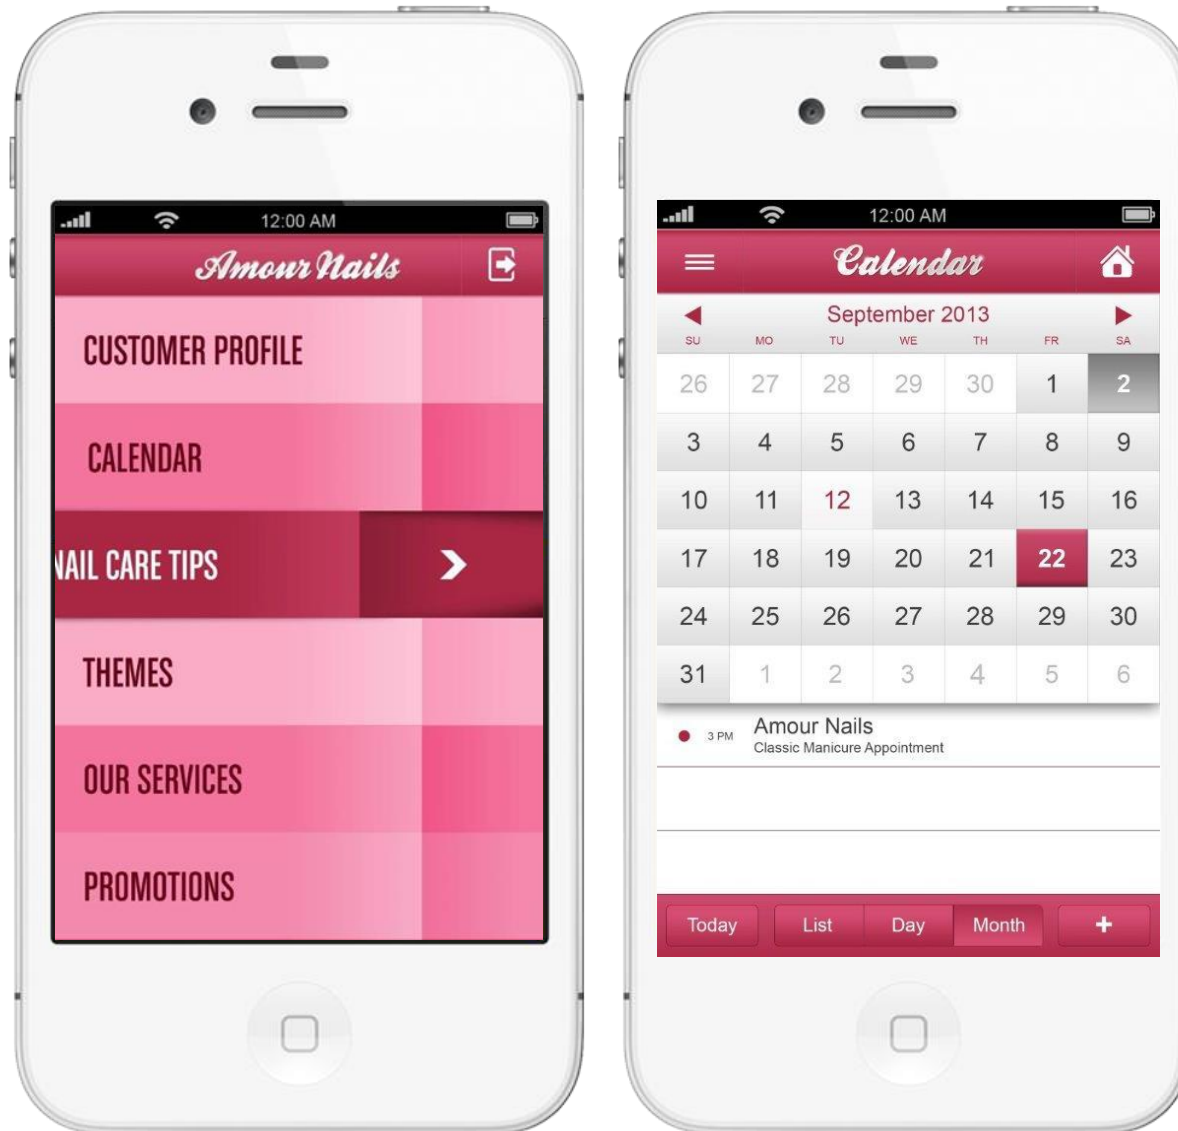 12:00 AM
Amour Nails
CUSTOMER PROFILE
CALENDAR
NAIL CARE TIPS
THEMES
OUR SERVICES
PROMOTIONS
12:00 AM
Calendar
September 2013
SU MO TU WE TH FR SA
26 27 28 29 30 1 2
3 4 5 6 7 8 9
10 11 12 13 14 15 16
17 18 19 20 21 22 23
24 25 26 27 28 29 30
31 1 2 3 4 5 6
3 PM Amour Nails
Classic Manicure Appointment
Today List Day Month +